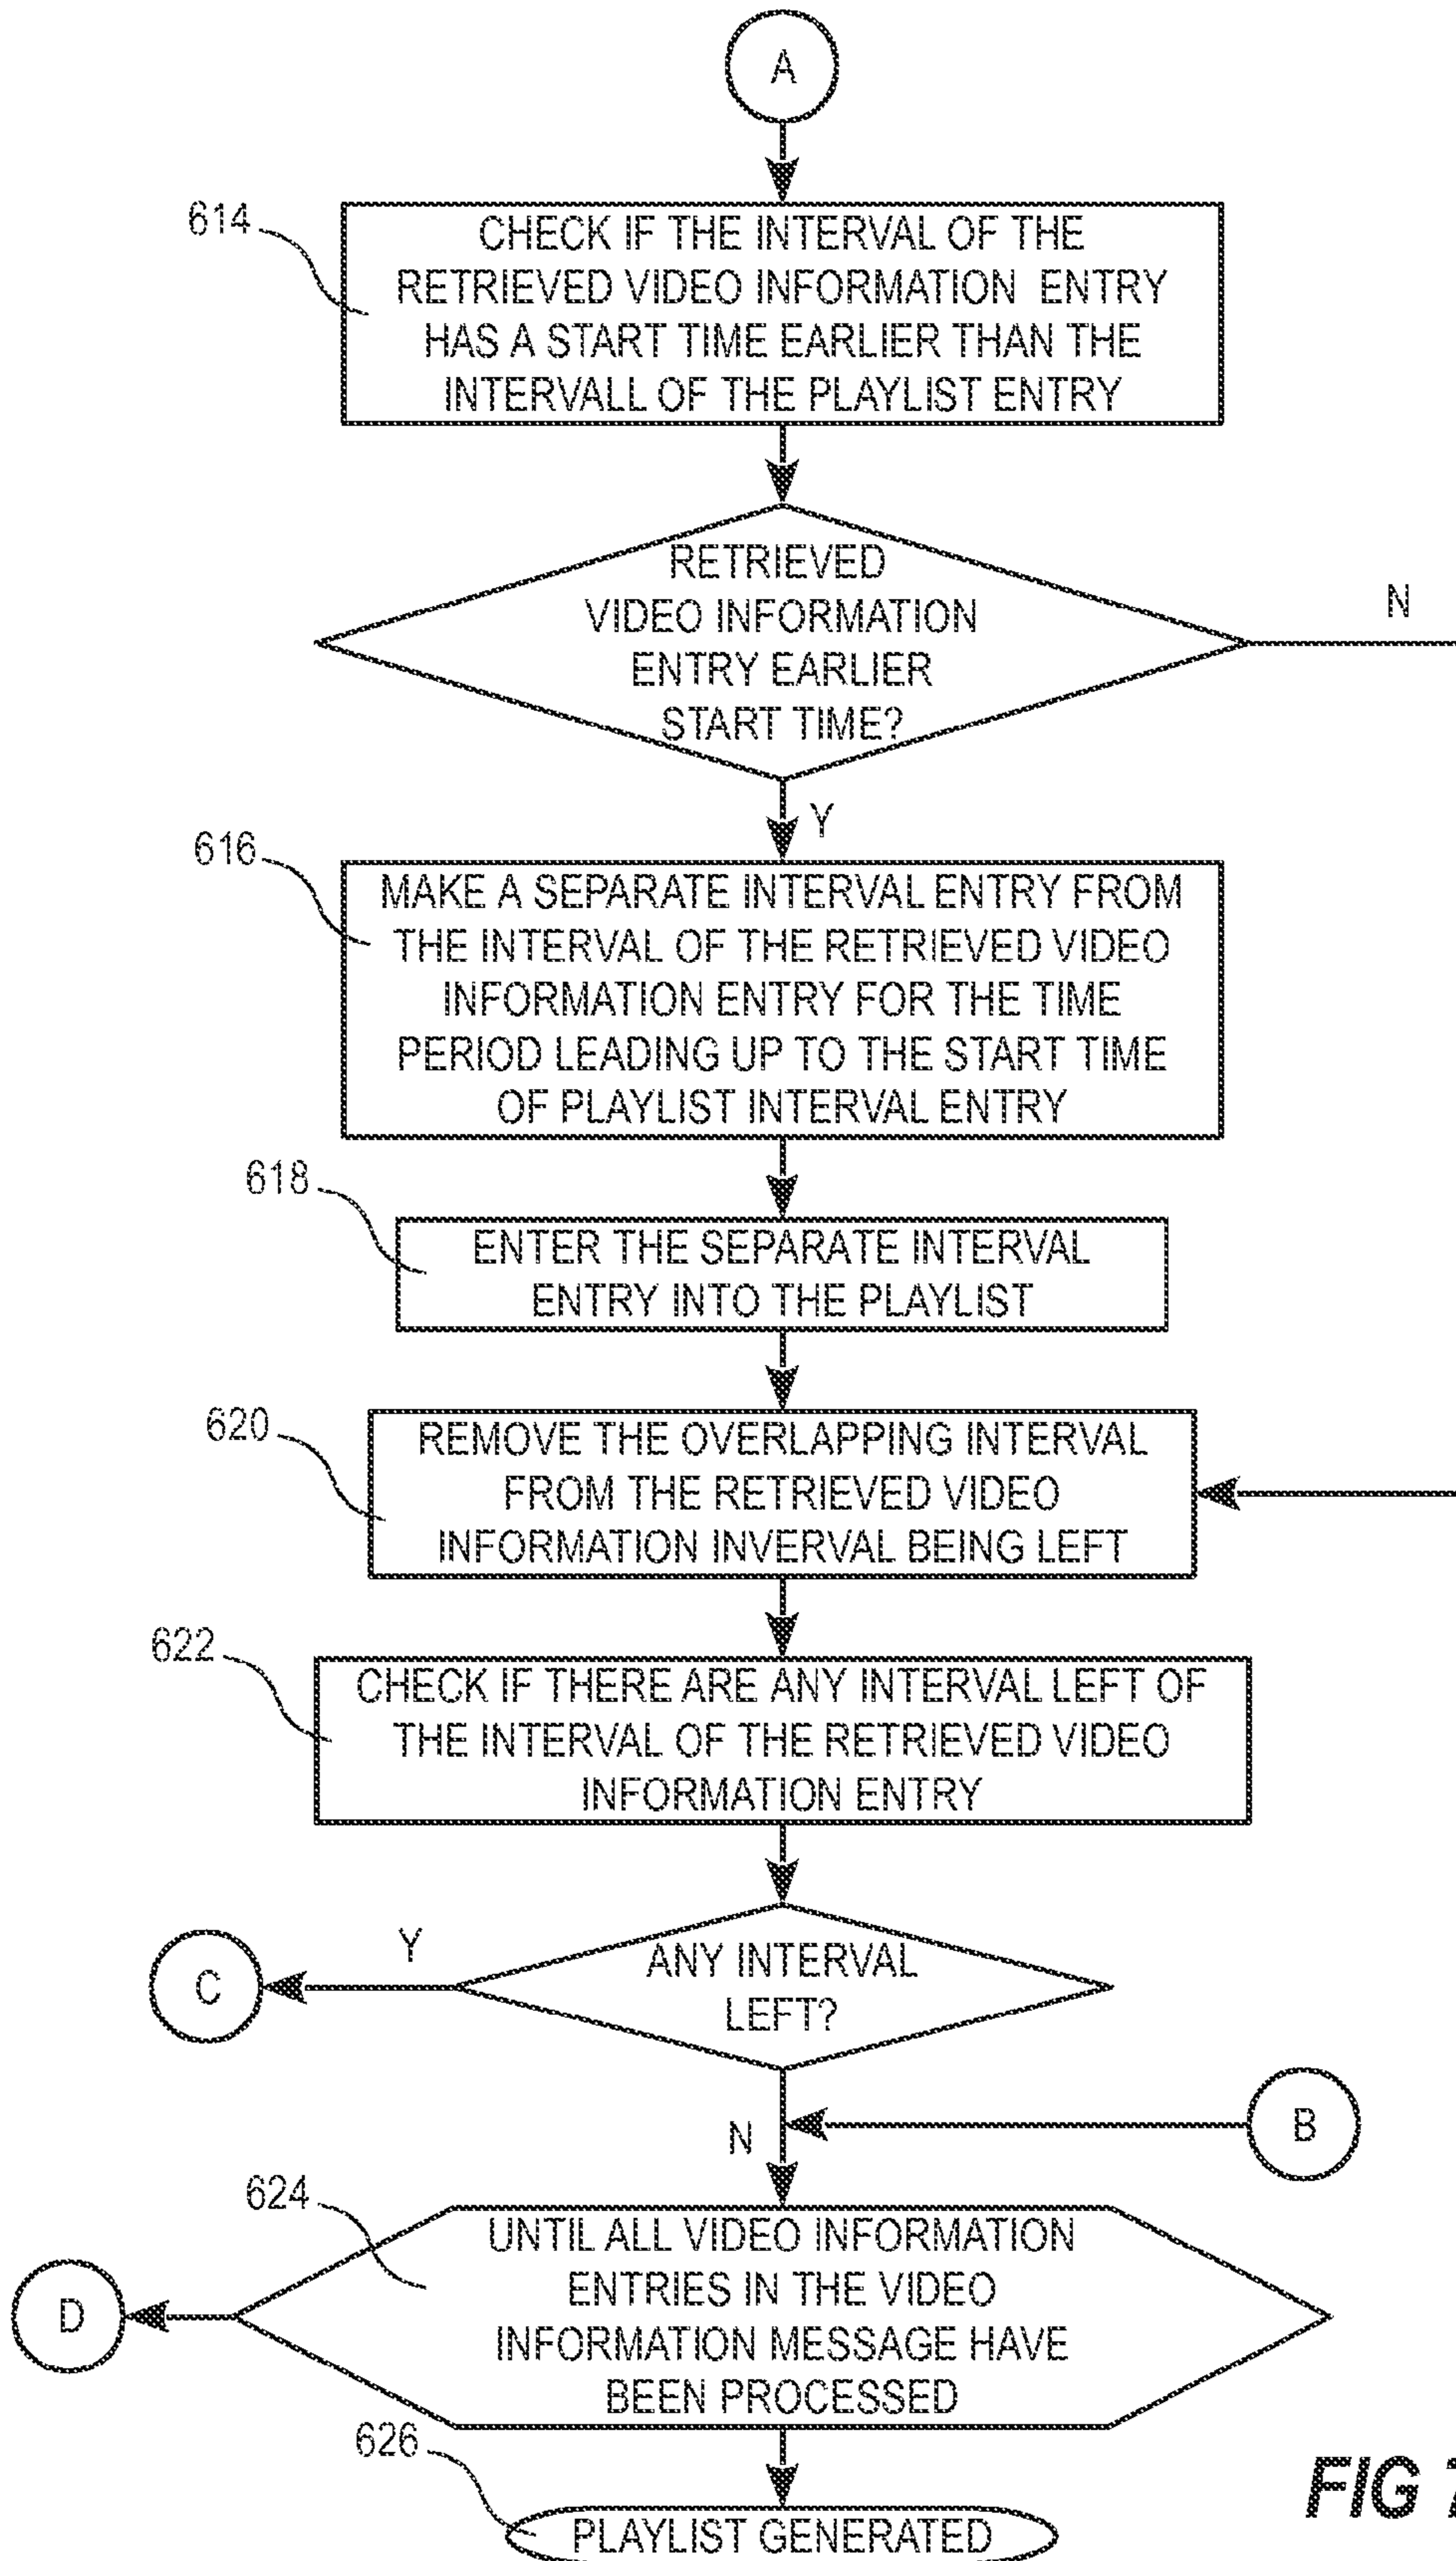 A
614
CHECK IF THE INTERVAL OF THE
RETRIEVED VIDEO INFORMATION ENTRY
HAS A START TIME EARLIER THAN THE
INTERVALL OF THE PLAYLIST ENTRY
RETRIEVED
VIDEO INFORMATION
ENTRY EARLIER
START TIME?
N
Y
616
MAKE A SEPARATE INTERVAL ENTRY FROM
THE INTERVAL OF THE RETRIEVED VIDEO
INFORMATION ENTRY FOR THE TIME
PERIOD LEADING UP TO THE START TIME
OF PLAYLIST INTERVAL ENTRY
618
ENTER THE SEPARATE INTERVAL
ENTRY INTO THE PLAYLIST
620
REMOVE THE OVERLAPPING INTERVAL
FROM THE RETRIEVED VIDEO
INFORMATION INVERVAL BEING LEFT
622
CHECK IF THERE ARE ANY INTERVAL LEFT OF
THE INTERVAL OF THE RETRIEVED VIDEO
INFORMATION ENTRY
Y
C
ANY INTERVAL
LEFT?
B
N
624
UNTIL ALL VIDEO INFORMATION
ENTRIES IN THE VIDEO
INFORMATION MESSAGE HAVE
BEEN PROCESSED
D
626
PLAYLIST GENERATED
FIG